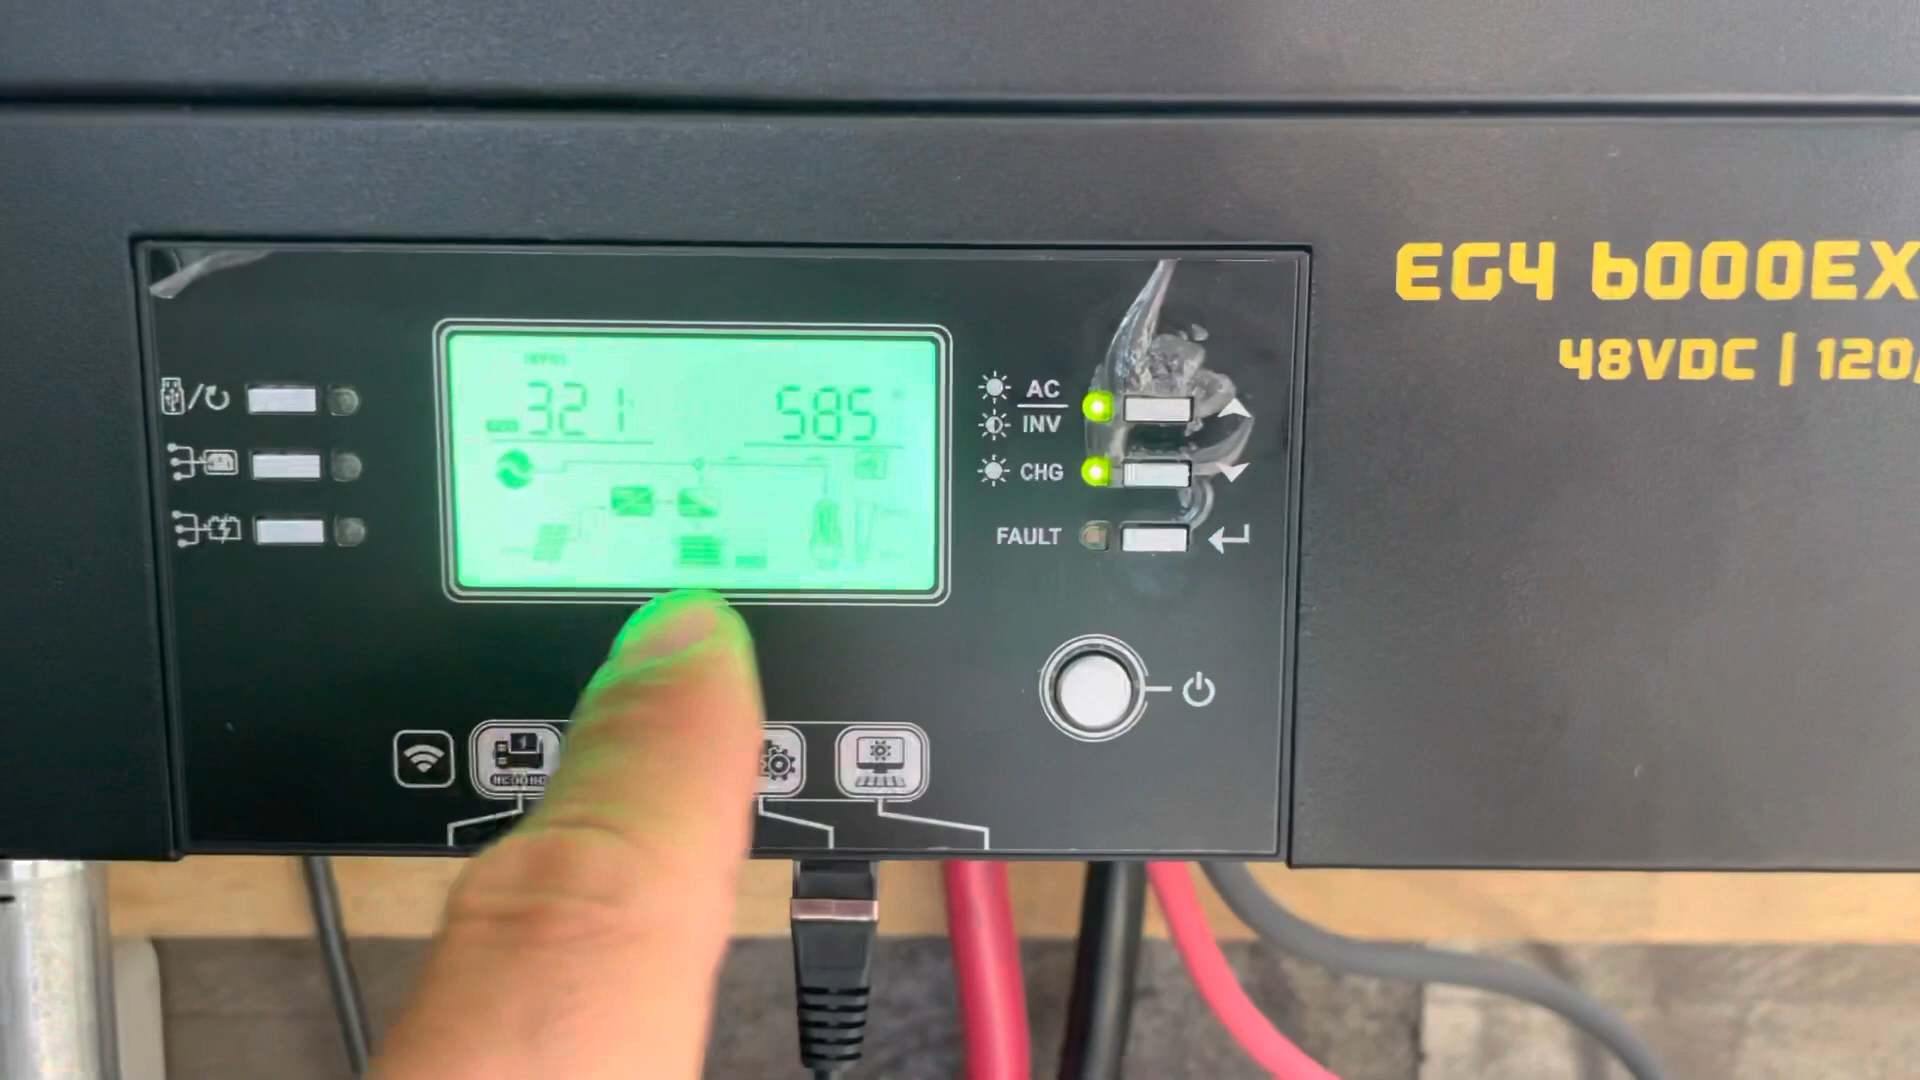 EG4 6000EX
48VDC | 120/
321
585
AC
INV
CHG
FAULT